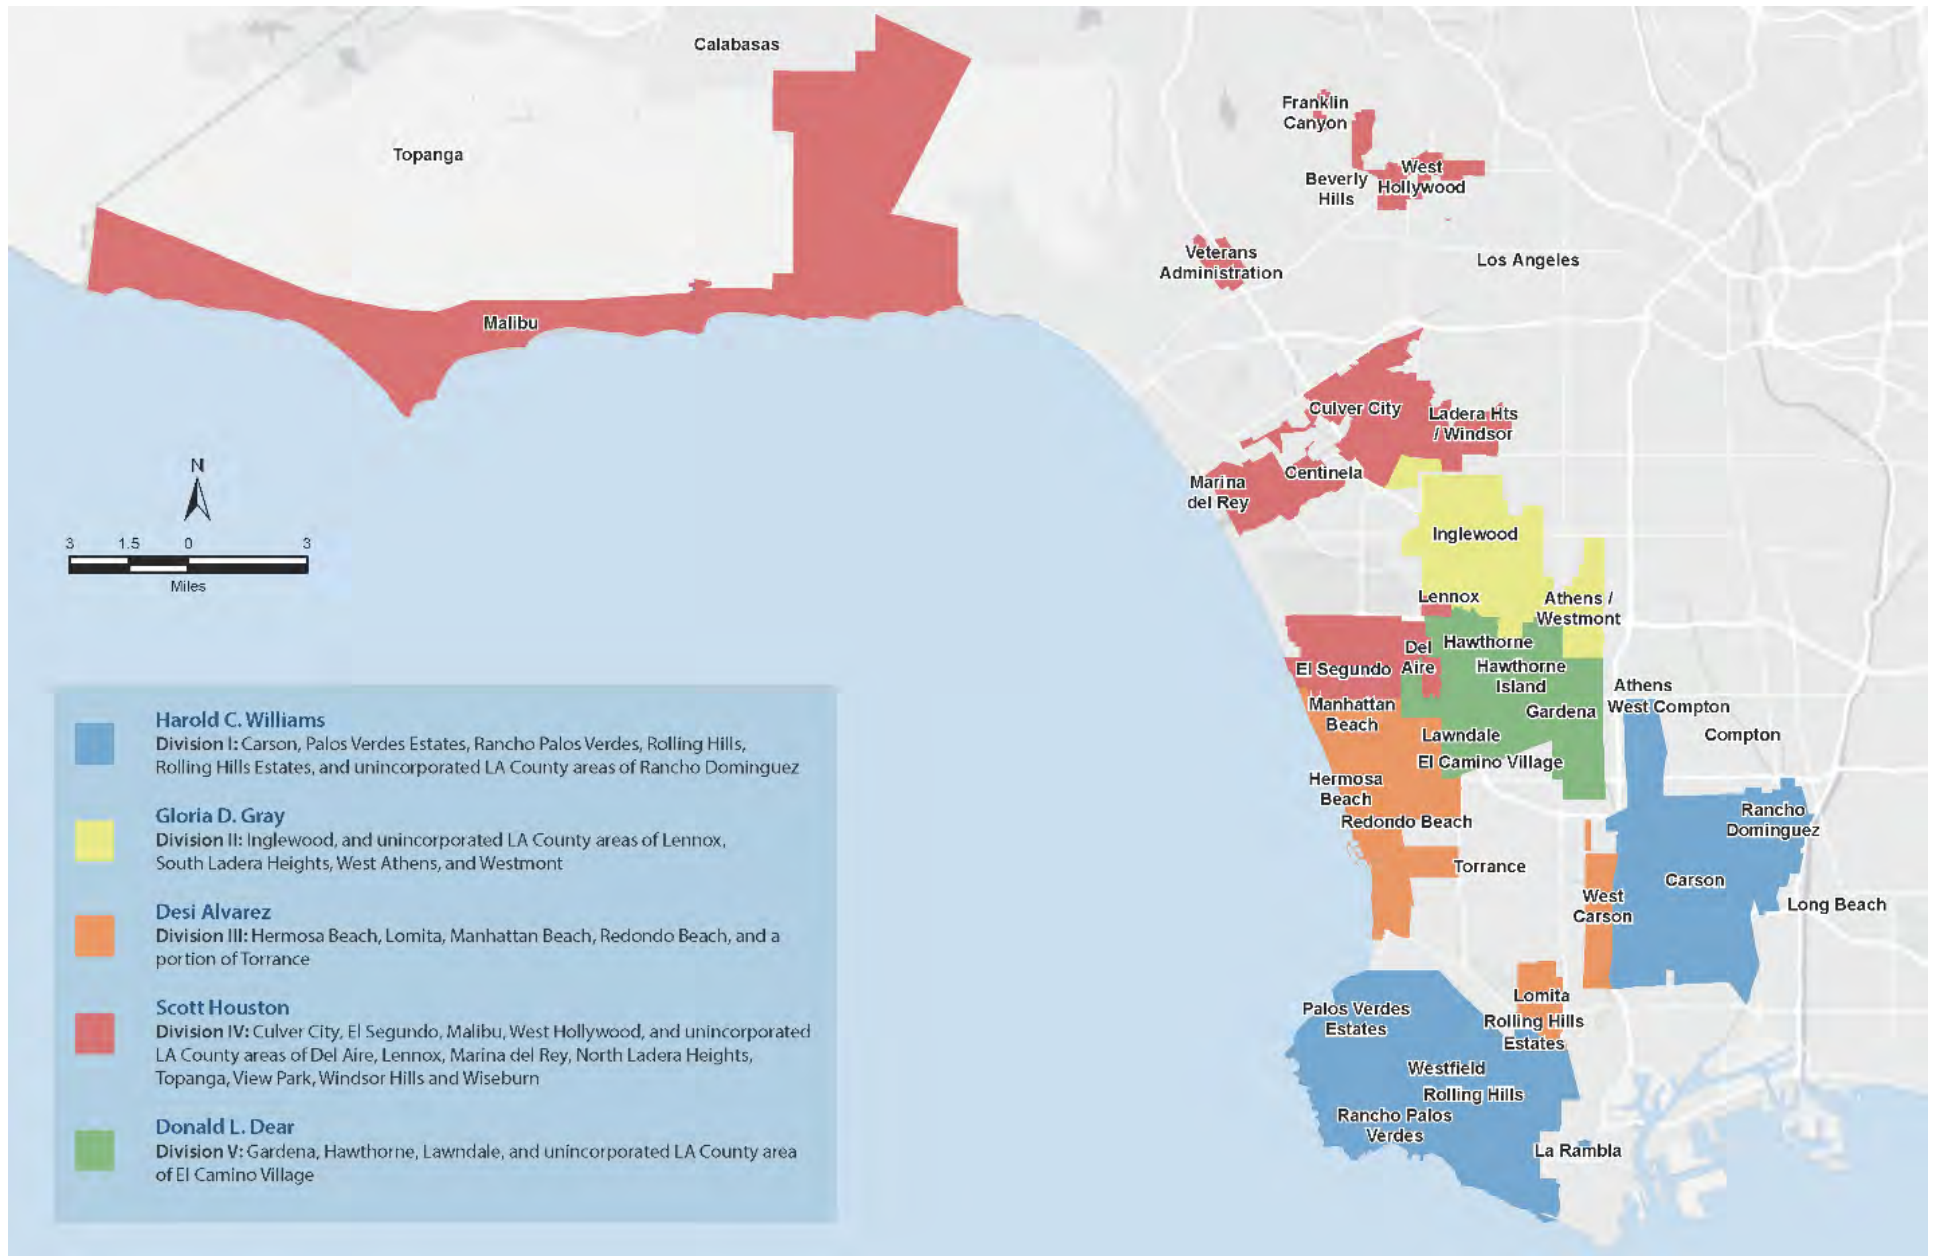 Calabasas
Topanga
Malibu
Franklin
Canyon
West
Hollywood
Beverly
Hills
Veterans
Administration
Los Angeles
Culver City
Ladera Hts
/ Windsor
Centinela
Marina
del Rey
Inglewood
Lennox
Athens /
Westmont
Del
Aire
Hawthorne
El Segundo
Hawthorne
Island
Athens
West Compton
Manhattan
Beach
Gardena
Lawndale
Compton
El Camino Village
Hermosa
Beach
Redondo Beach
Rancho
Dominguez
Torrance
Carson
West
Carson
Long Beach
Lomita
Palos Verdes
Estates
Rolling Hills
Estates
Westfield
Rolling Hills
Rancho Palos
Verdes
La Rambla
N
3 1.5 0 3
Miles
Harold C. Williams
Division I: Carson, Palos Verdes Estates, Rancho Palos Verdes, Rolling Hills,
Rolling Hills Estates, and unincorporated LA County areas of Rancho Dominguez
Gloria D. Gray
Division II: Inglewood, and unincorporated LA County areas of Lennox,
South Ladera Heights, West Athens, and Westmont
Desi Alvarez
Division III: Hermosa Beach, Lomita, Manhattan Beach, Redondo Beach, and a
portion of Torrance
Scott Houston
Division IV: Culver City, El Segundo, Malibu, West Hollywood, and unincorporated
LA County areas of Del Aire, Lennox, Marina del Rey, North Ladera Heights,
Topanga, View Park, Windsor Hills and Wiseburn
Donald L. Dear
Division V: Gardena, Hawthorne, Lawndale, and unincorporated LA County area
of El Camino Village